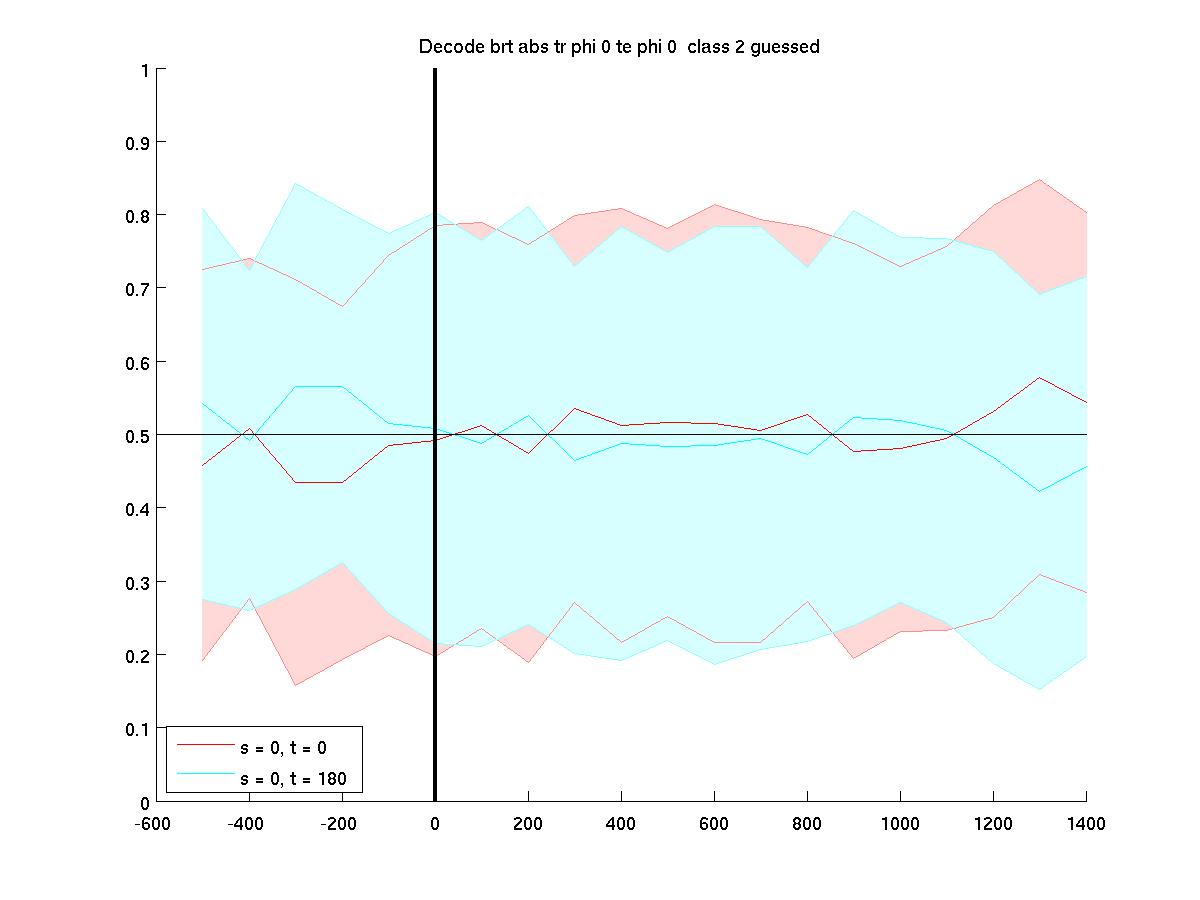 Decode brt abs tr phi 0 te phi 0  class 2 guessed
1
0.9
0.8
0.7
0.6
0.5
0.4
0.3
0.2
0.1
0
s = 0, t = 0
s = 0, t = 180
-600 -400 -200 0 200 400 600 800 1000 1200 1400